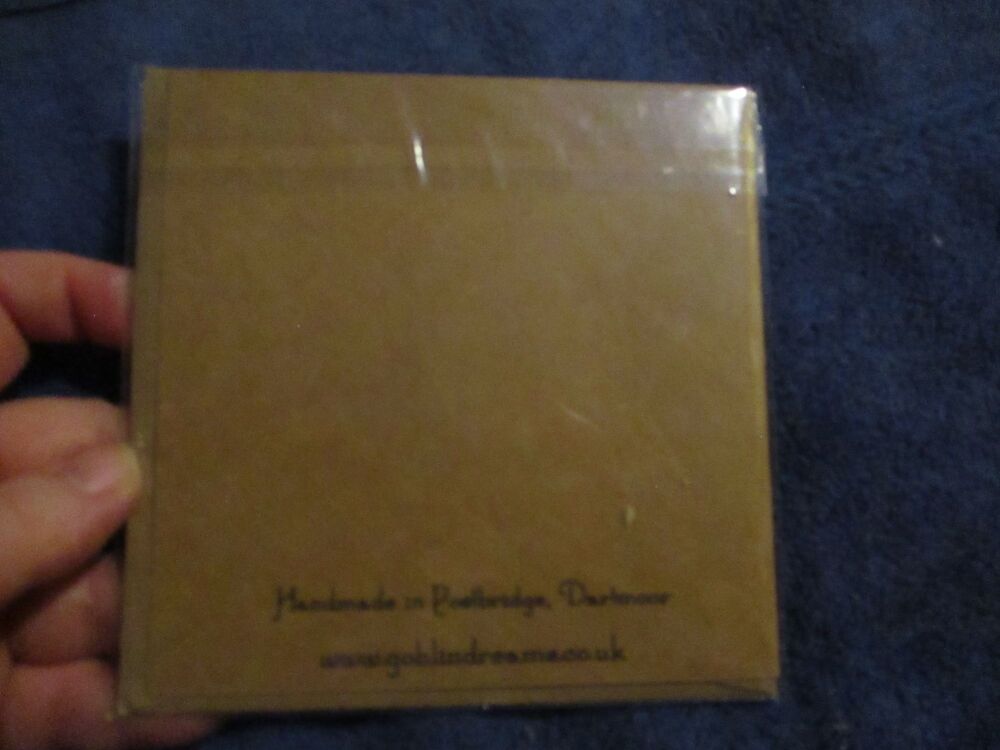 Handmade in Postbridge, Dartmoor
www.goblindreams.co.uk